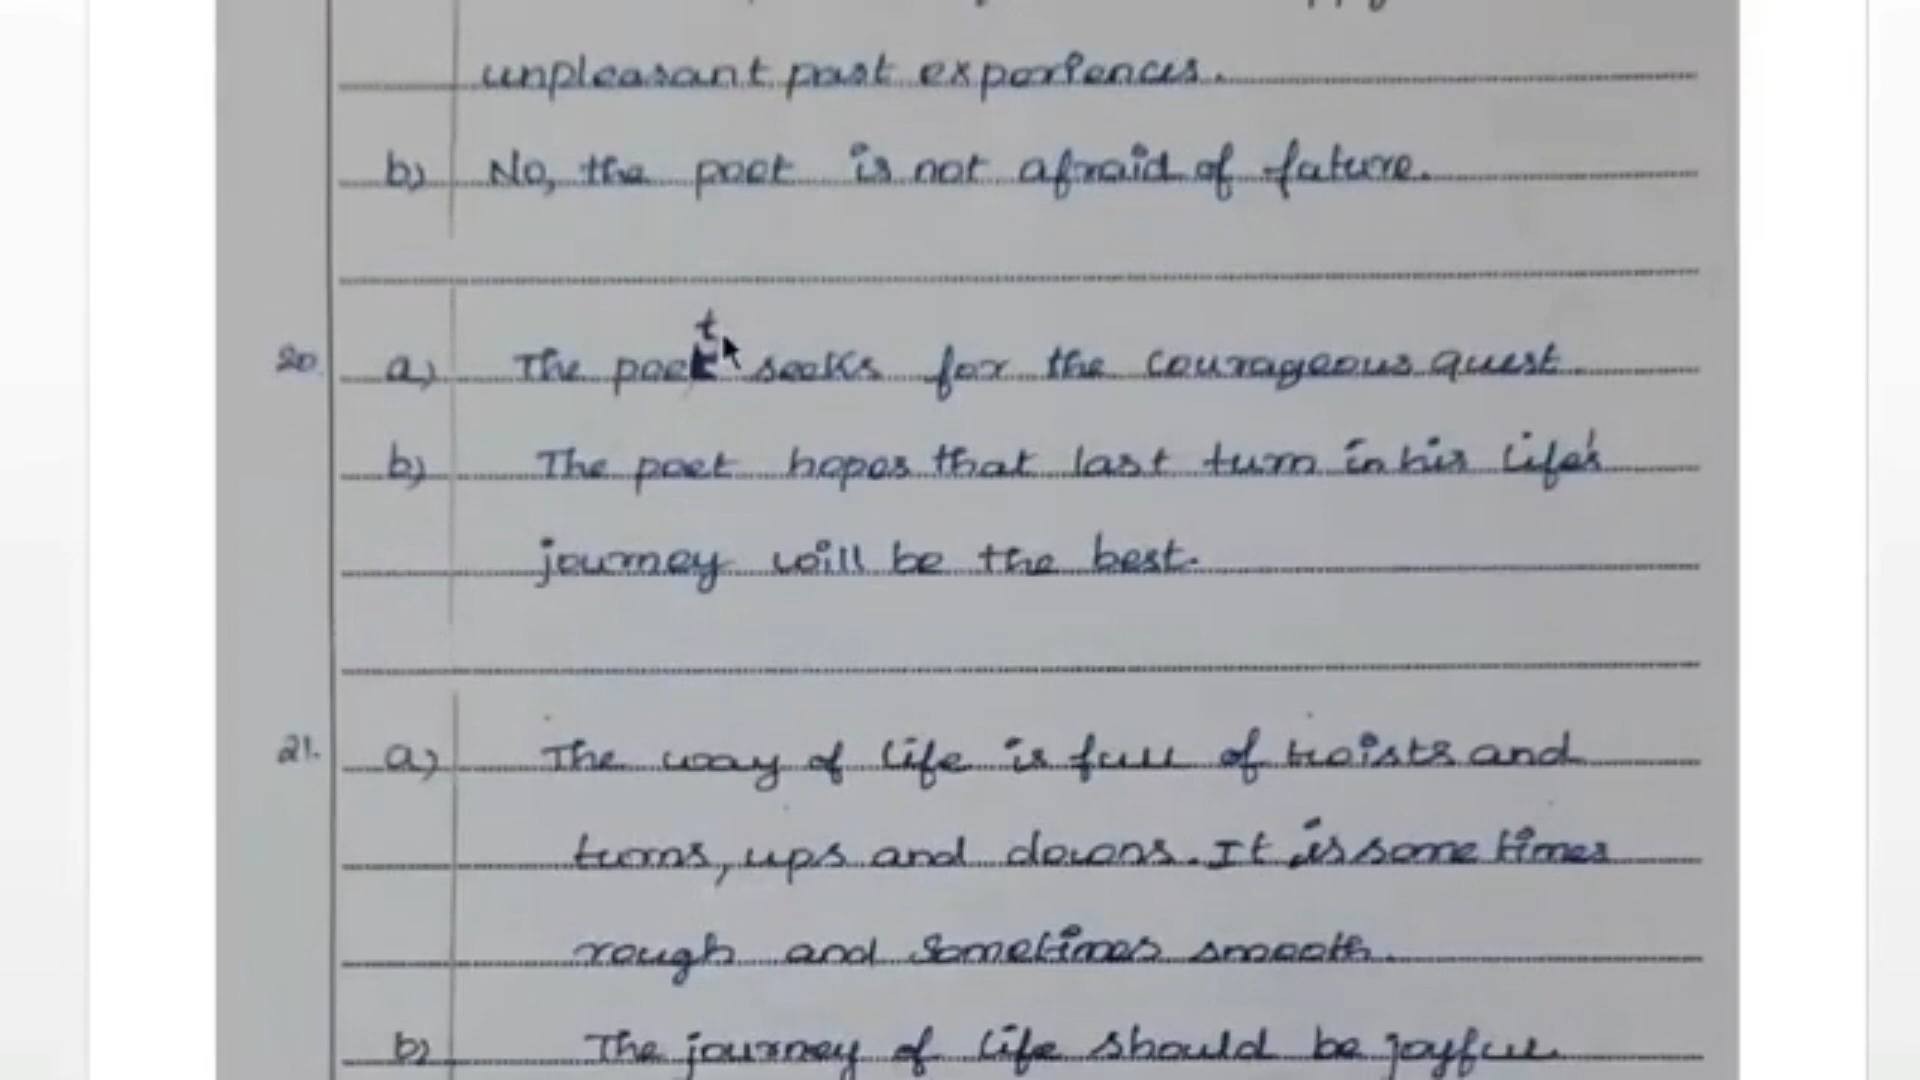 unpleasant past experiences.
b) No, the poet is not afraid of future.
20. a) The poet seeks for the courageous quest.
b) The poet hopes that last turn in his life's
journey will be the best.
21. a) The way of life is full of twists and
turns, ups and downs. It is sometimes
rough and sometimes smooth.
b) The journey of life should be joyful